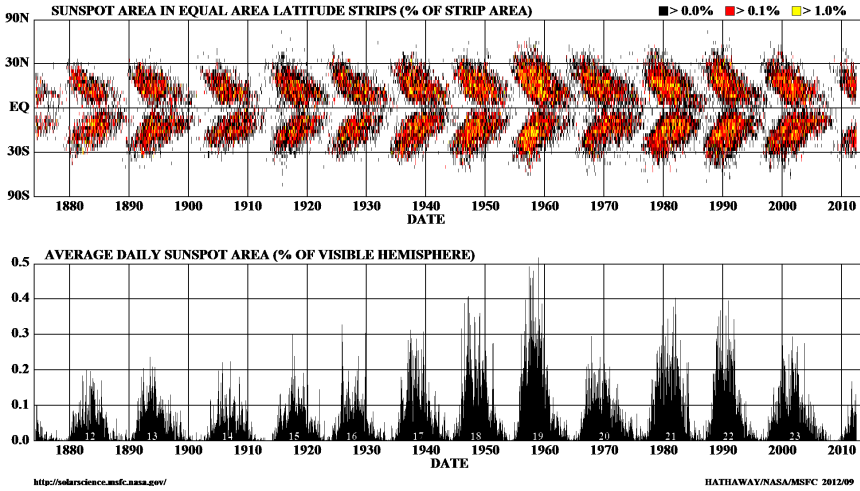 SUNSPOT AREA IN EQUAL AREA LATITUDE STRIPS (% OF STRIP AREA) > 0.0% > 0.1% > 1.0%
90N
30N
EQ
30S
90S
1880 1890 1900 1910 1920 1930 1940 1950 1960 1970 1980 1990 2000 2010
DATE
AVERAGE DAILY SUNSPOT AREA (% OF VISIBLE HEMISPHERE)
0.5
0.4
0.3
0.2
0.1
0.0
12 13 14 15 16 17 18 19 20 21 22 23
1880 1890 1900 1910 1920 1930 1940 1950 1960 1970 1980 1990 2000 2010
DATE
http://solarscience.msfc.nasa.gov/ HATHAWAY/NASA/MSFC 2012/09